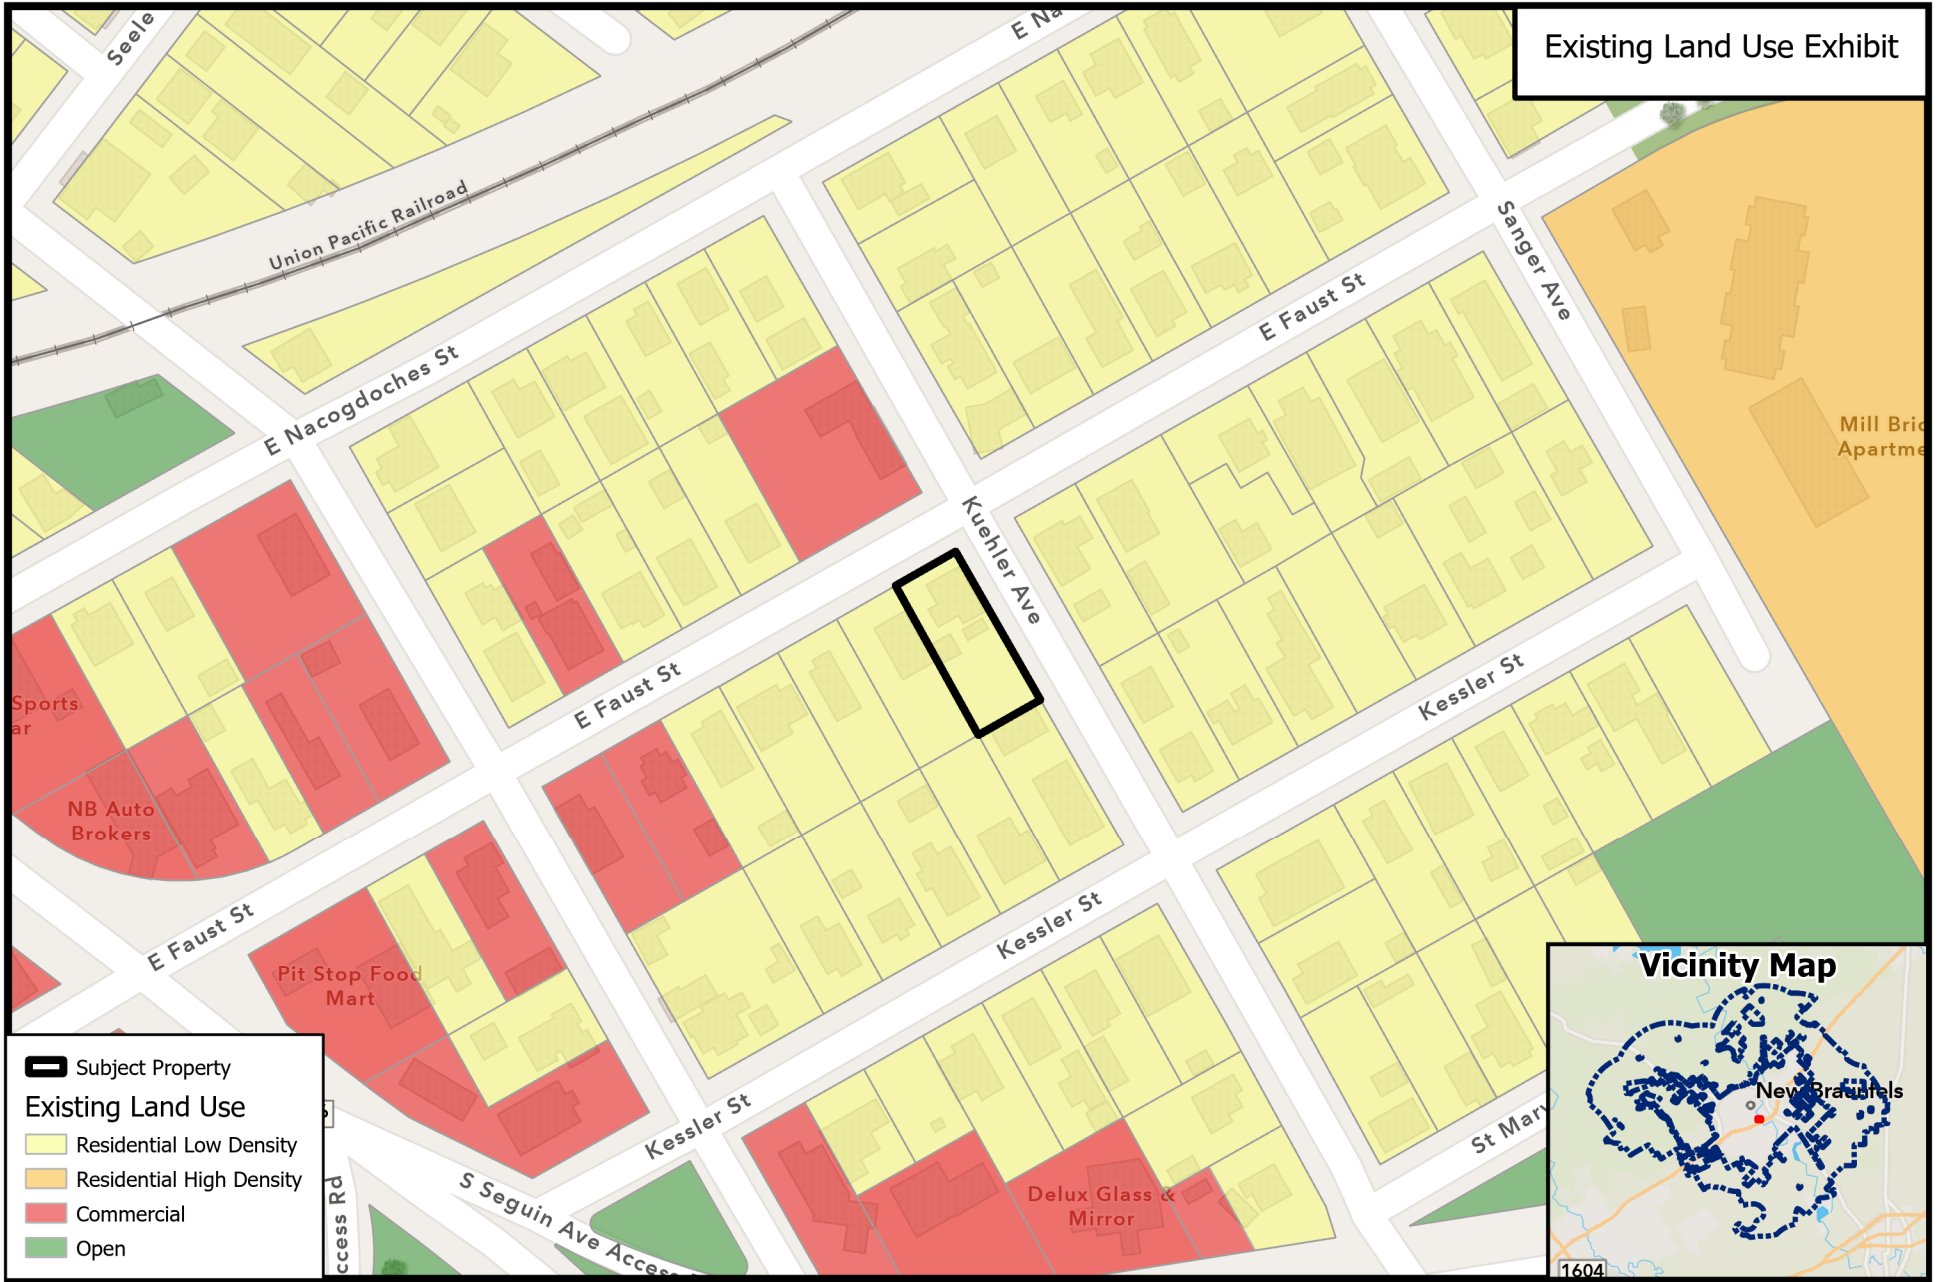 Existing Land Use Exhibit
Seele
E Na
Union Pacific Railroad
Sanger Ave
E Nacogdoches St
E Faust St
Mill Bric
Apartme
Kuehler Ave
E Faust St
Kessler St
Sports
ar
NB Auto
Brokers
E Faust St
Kessler St
Pit Stop Food
Mart
Kessler St
St Mary
S Seguin Ave Access
Delux Glass &
Mirror
ccess Rd
Subject Property
Existing Land Use
Residential Low Density
Residential High Density
Commercial
Open
Vicinity Map
New Braunfels
1604